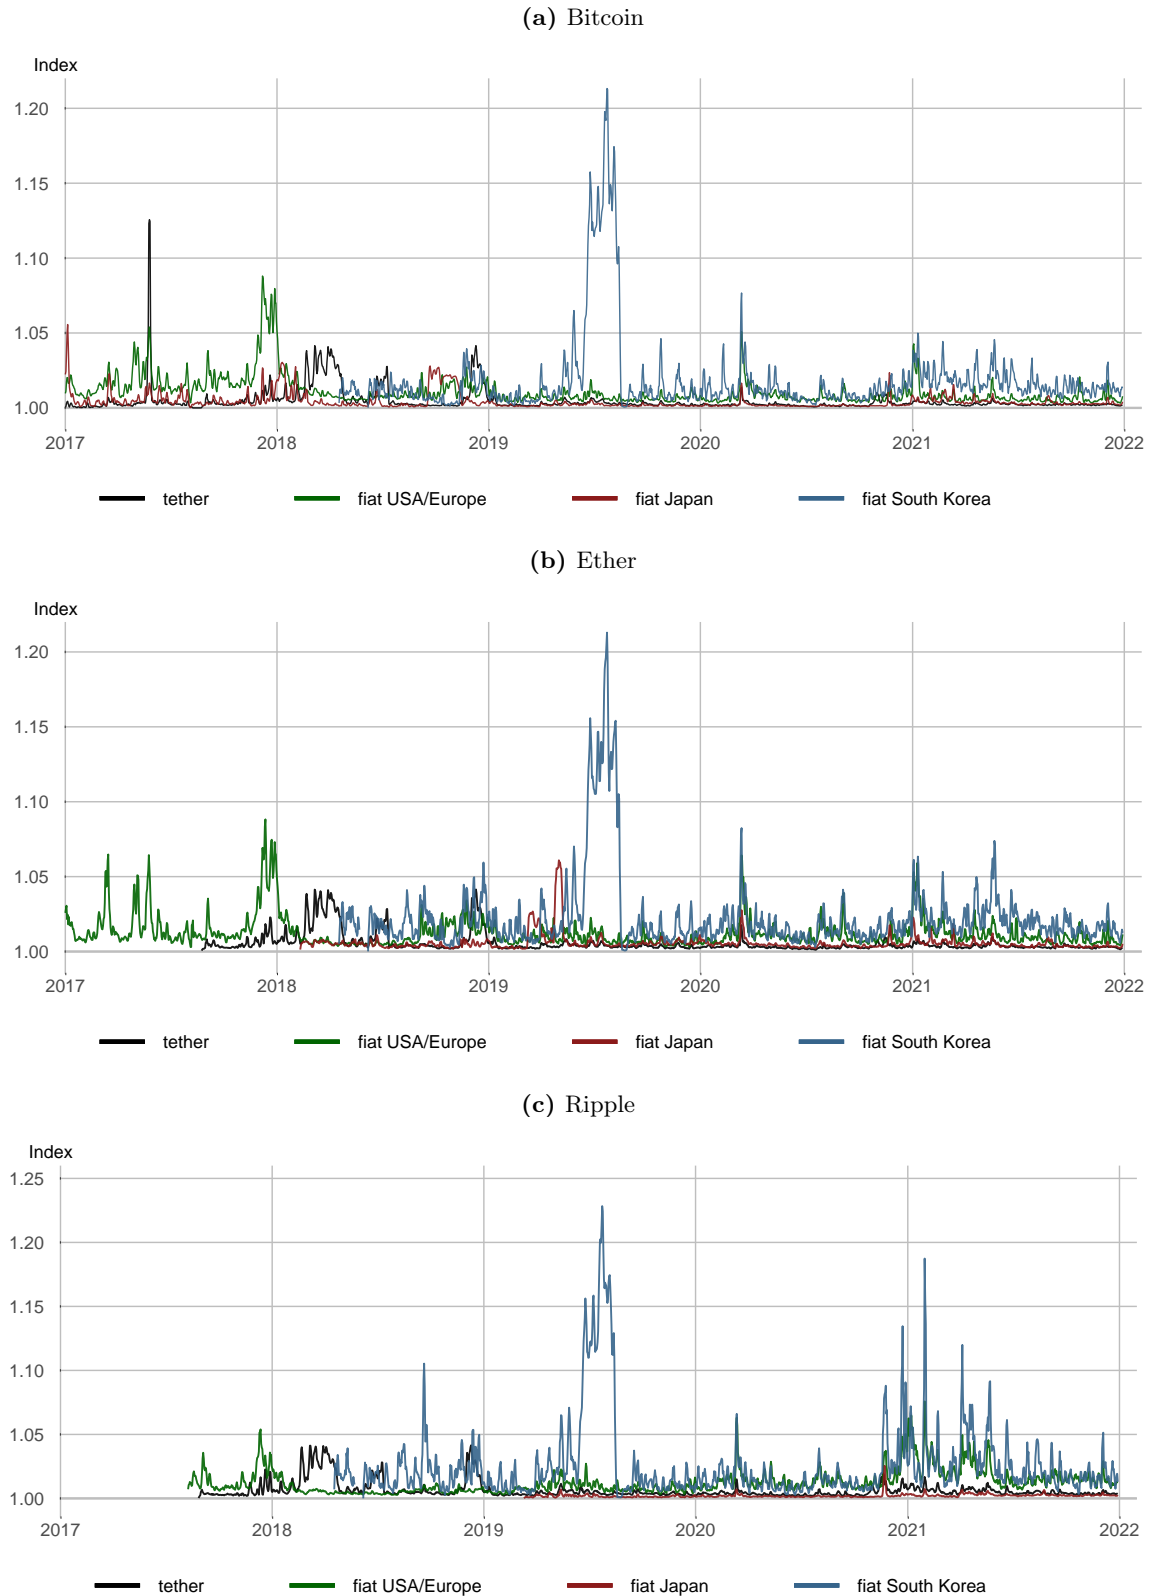 (a) Bitcoin
Index
1.20
1.15
1.10
1.05
1.00
2017 2018 2019 2020 2021 2022
tether fiat USA/Europe fiat Japan fiat South Korea
(b) Ether
Index
1.20
1.15
1.10
1.05
1.00
2017 2018 2019 2020 2021 2022
tether fiat USA/Europe fiat Japan fiat South Korea
(c) Ripple
Index
1.25
1.20
1.15
1.10
1.05
1.00
2017 2018 2019 2020 2021 2022
tether fiat USA/Europe fiat Japan fiat South Korea